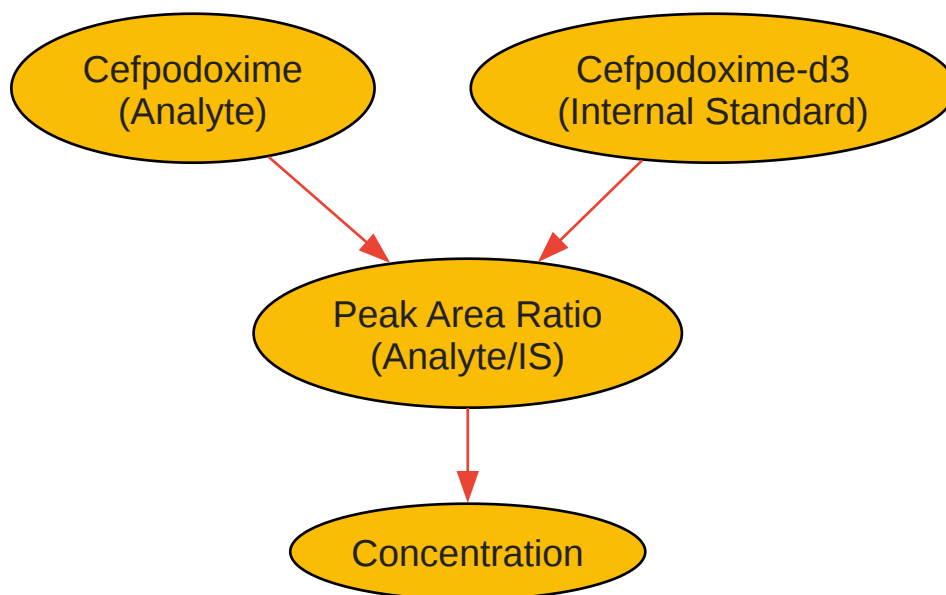 Cefpodoxime
(Analyte)
Cefpodoxime-d3
(Internal Standard)
Peak Area Ratio
(Analyte/IS)
Concentration